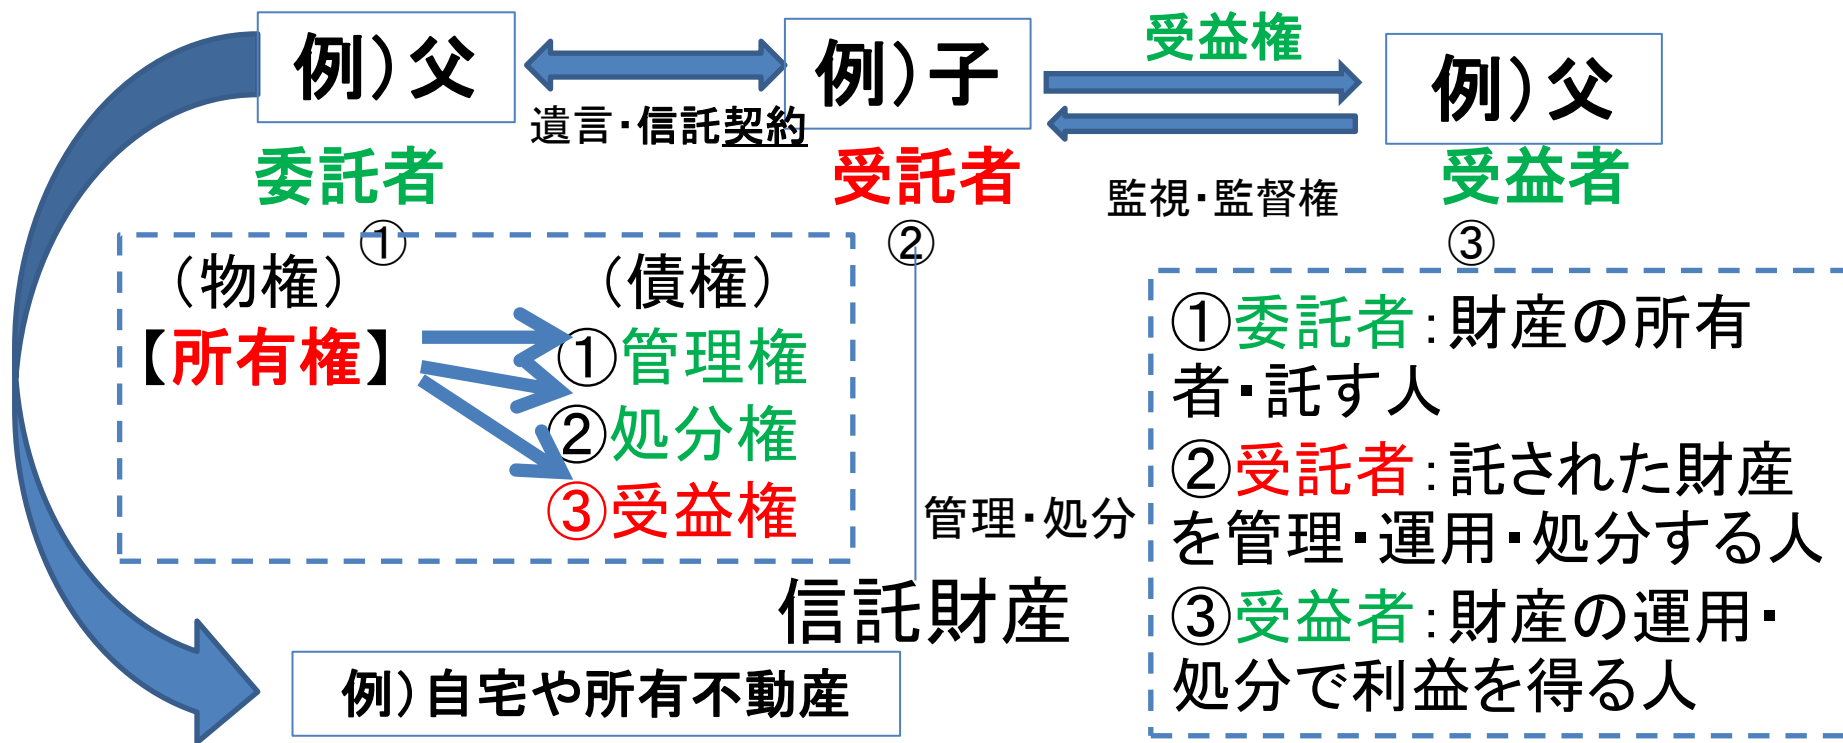 例）父
例）子
受益権
例）父
遺言・信託契約
委託者
受託者
監視・監督権
受益者
①
②
③
（物権）
（債権）
【所有権】
①管理権
②処分権
③受益権
管理・処分
信託財産
例）自宅や所有不動産
①委託者：財産の所有
者・託す人
②受託者：託された財産
を管理・運用・処分する人
③受益者：財産の運用・
処分で利益を得る人